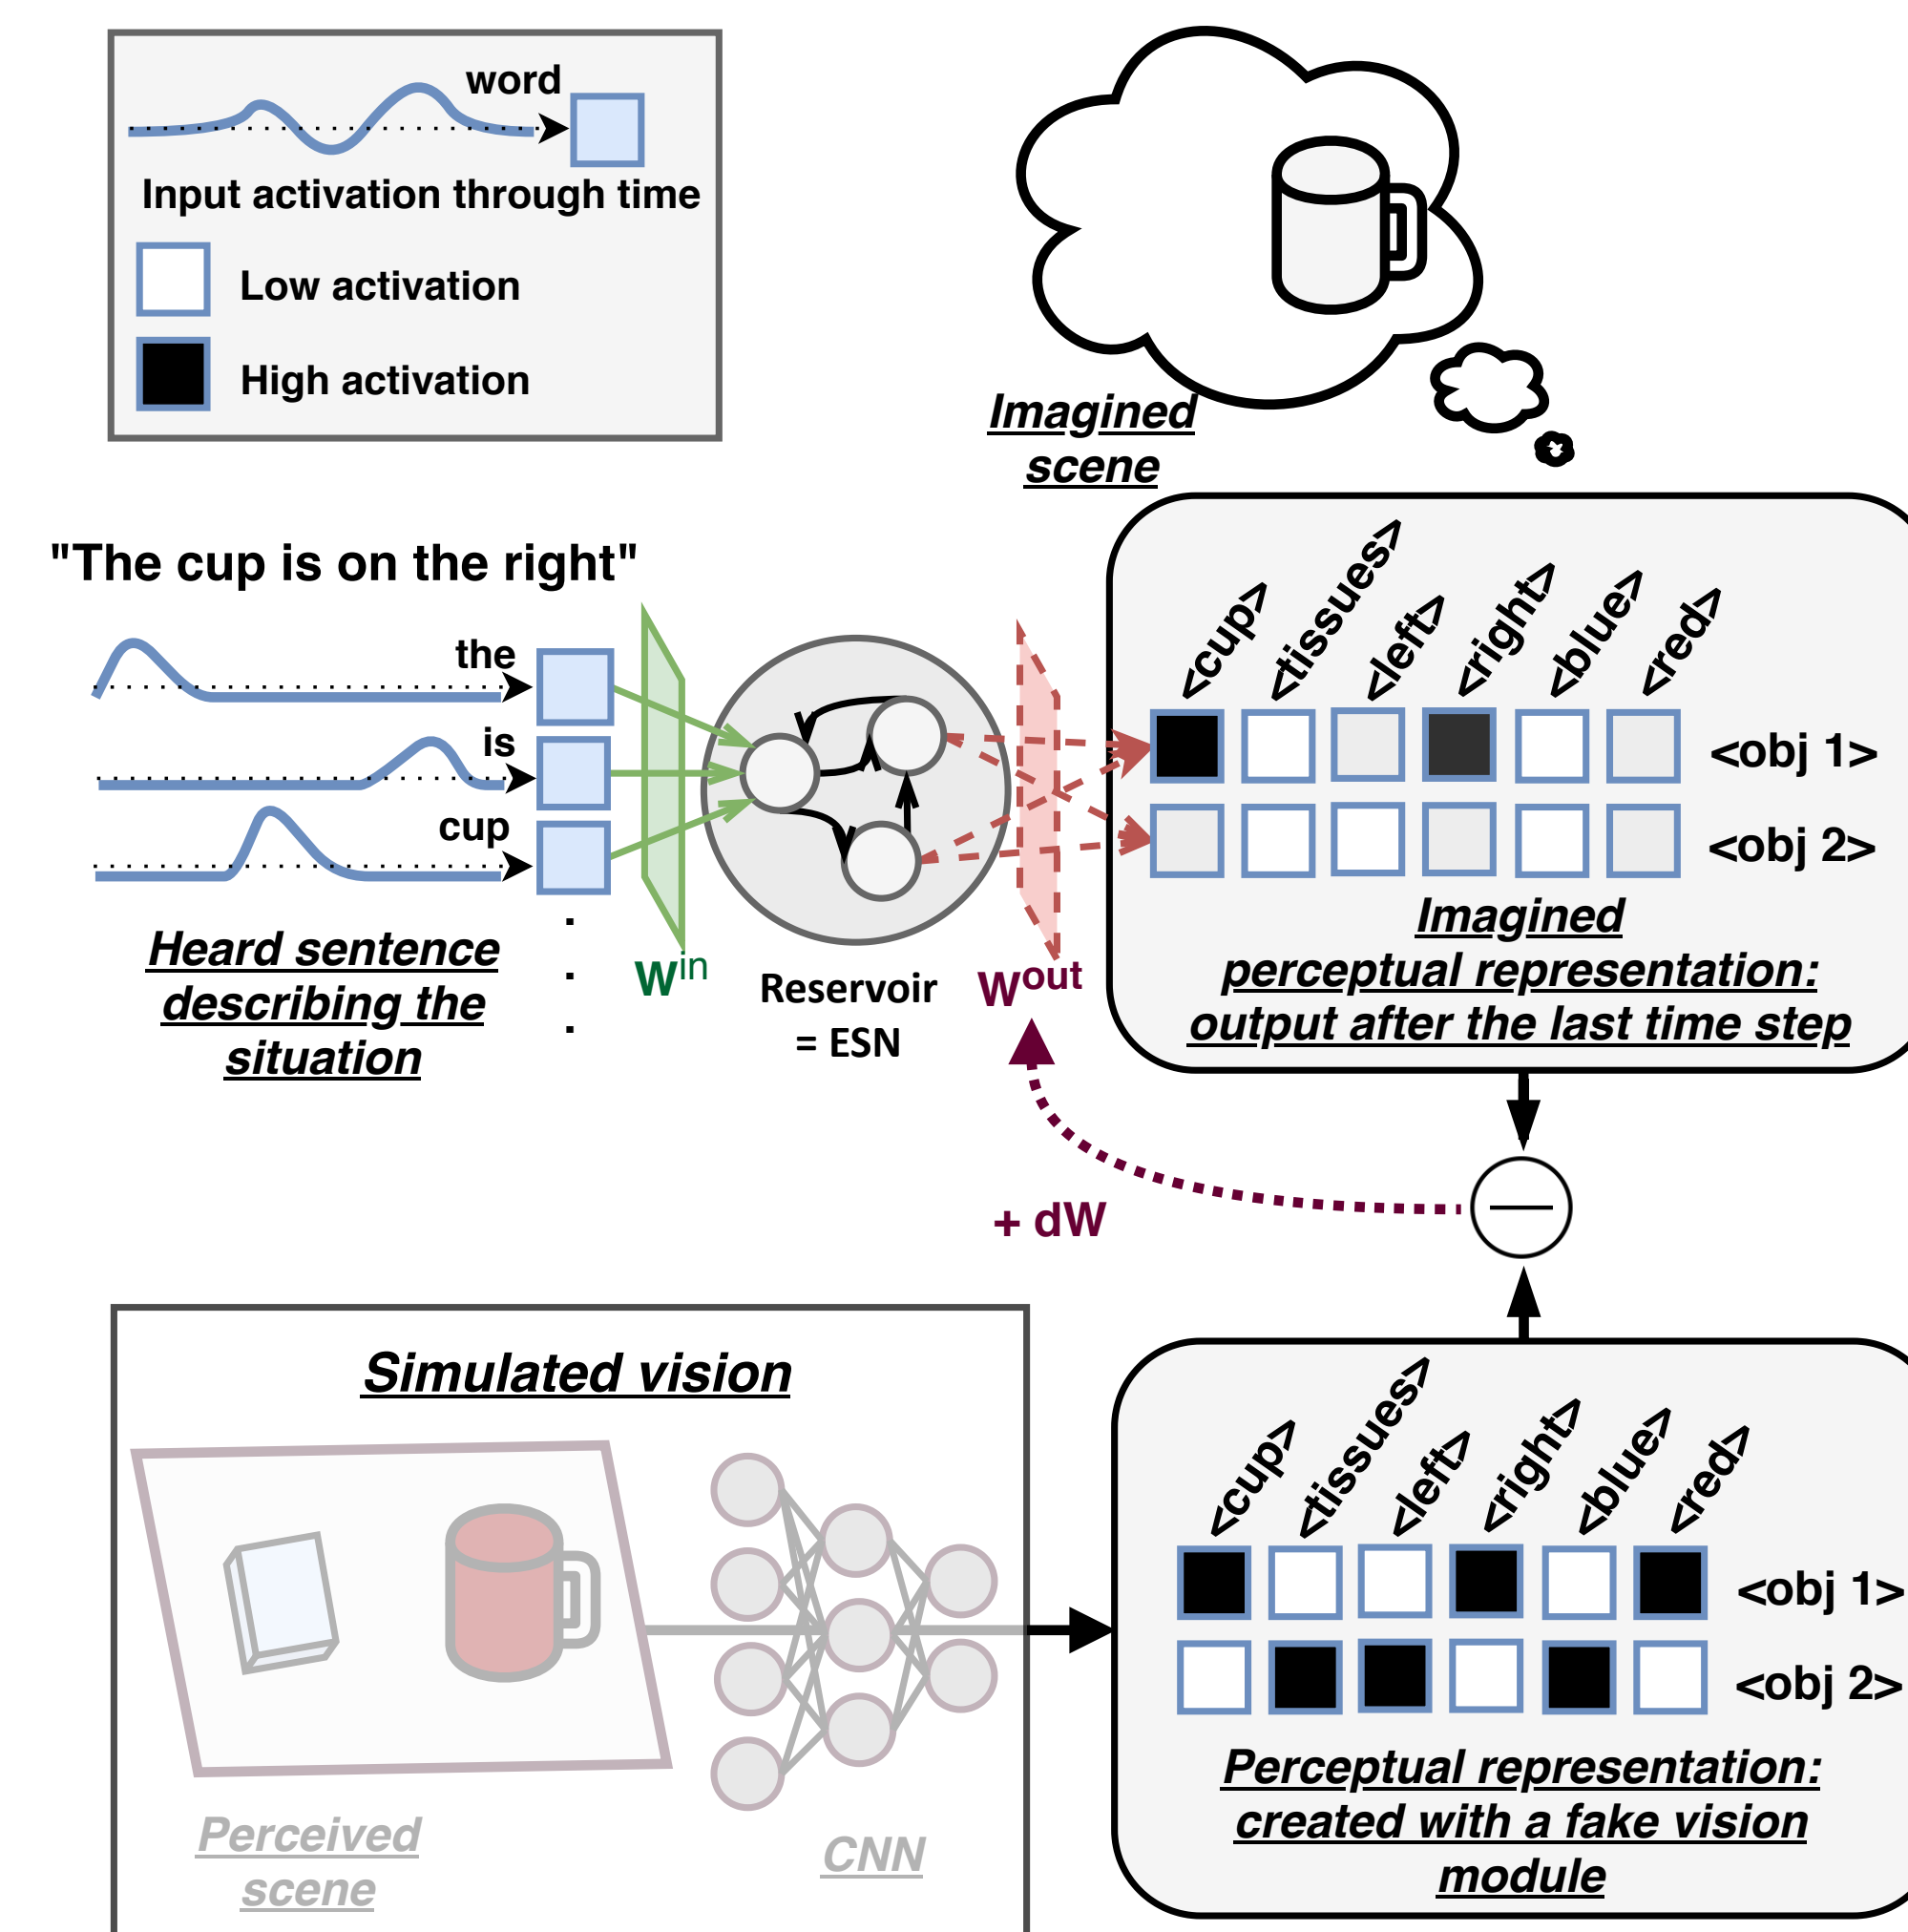 word
Input activation through time
Low activation
High activation
Imagined
scene
"The cup is on the right"
the
is
cup
.
.
.
Heard sentence
describing the
situation
Wⁱⁿ
Reservoir
= ESN
Wᵒᵘᵗ
<cup>
<tissues>
<left>
<right>
<blue>
<red>
<obj 1>
<obj 2>
Imagined
perceptual representation:
output after the last time step
+ dW
Simulated vision
Perceived
scene
CNN
<cup>
<tissues>
<left>
<right>
<blue>
<red>
<obj 1>
<obj 2>
Perceptual representation:
created with a fake vision
module